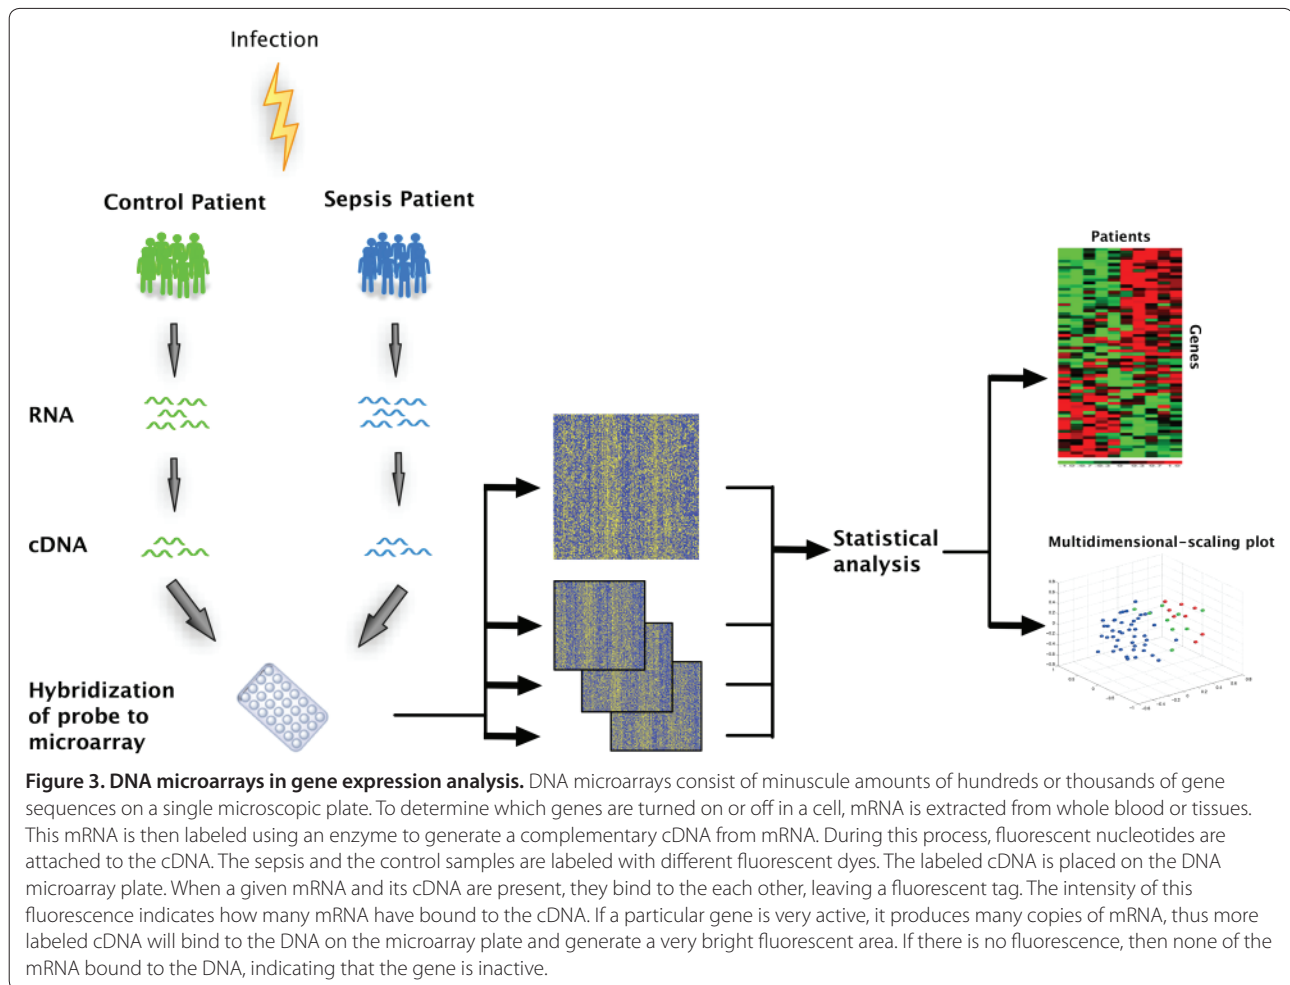 Infection
Control Patient
Sepsis Patient
RNA
cDNA
Hybridization
of probe to
microarray
Statistical
analysis
Patients
Genes
Multidimensional-scaling plot
Figure 3. DNA microarrays in gene expression analysis. DNA microarrays consist of minuscule amounts of hundreds or thousands of gene
sequences on a single microscopic plate. To determine which genes are turned on or off in a cell, mRNA is extracted from whole blood or tissues.
This mRNA is then labeled using an enzyme to generate a complementary cDNA from mRNA. During this process, fluorescent nucleotides are
attached to the cDNA. The sepsis and the control samples are labeled with different fluorescent dyes. The labeled cDNA is placed on the DNA
microarray plate. When a given mRNA and its cDNA are present, they bind to the each other, leaving a fluorescent tag. The intensity of this
fluorescence indicates how many mRNA have bound to the cDNA. If a particular gene is very active, it produces many copies of mRNA, thus more
labeled cDNA will bind to the DNA on the microarray plate and generate a very bright fluorescent area. If there is no fluorescence, then none of the
mRNA bound to the DNA, indicating that the gene is inactive.